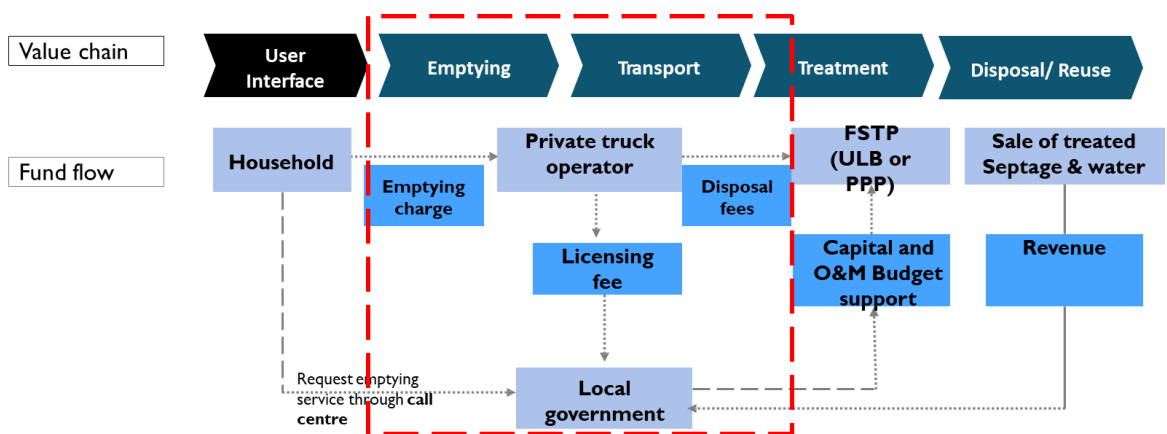 Value chain
User
Interface
Emptying
Transport
Treatment
Disposal/ Reuse
Fund flow
Household
Private truck
operator
FSTP
(ULB or
PPP)
Sale of treated
Septage & water
Emptying
charge
Disposal
fees
Licensing
fee
Capital and
O&M Budget
support
Revenue
Request emptying
service through call
centre
Local
government